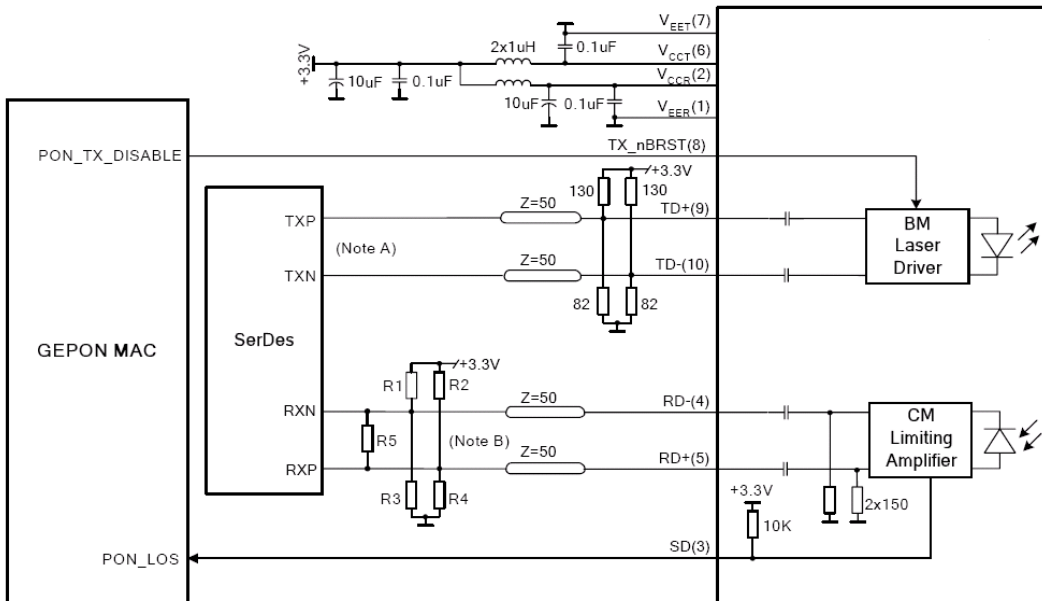 V_EET(7)
2x1uH
0.1uF
V_CCT(6)
+3.3V
10uF
0.1uF
V_CCR(2)
10uF
0.1uF
V_EER(1)
TX_nBRST(8)
PON_TX_DISABLE
+3.3V
130
130
Z=50
TD+(9)
TXP
BM
Laser
Driver
(Note A)
Z=50
TD-(10)
TXN
82
82
GEPON MAC
SerDes
+3.3V
R1
R2
Z=50
RD-(4)
RXN
CM
Limiting
Amplifier
R5
(Note B)
Z=50
RD+(5)
RXP
R3
R4
+3.3V
2x150
10K
SD(3)
PON_LOS